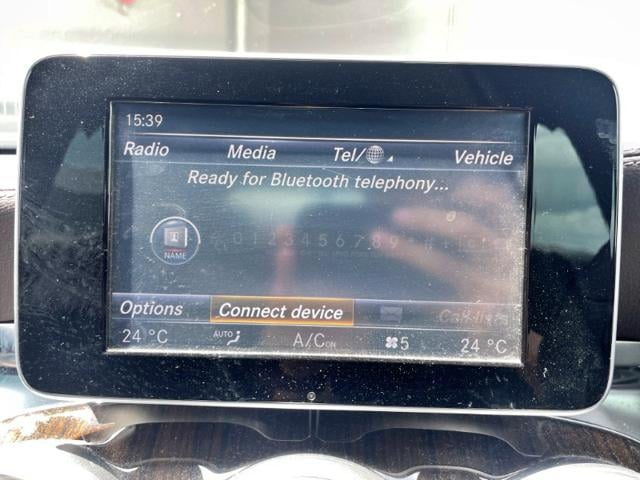 15:39
Radio Media Tel/ Vehicle
Ready for Bluetooth telephony...
0123456789
NAME
Options Connect device
24 °C AUTO A/C ON 5 24 °C